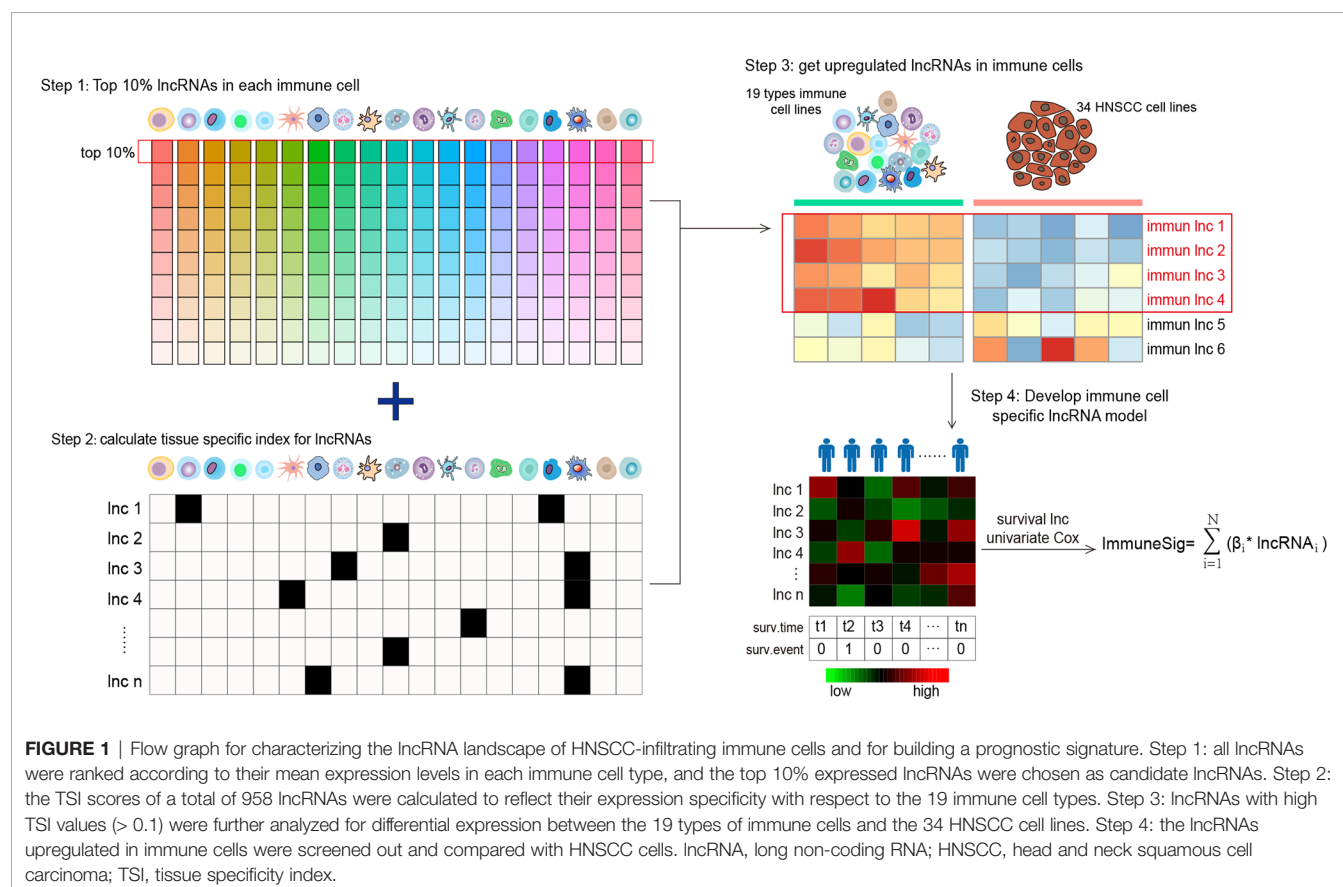 Step 1: Top 10% lncRNAs in each immune cell
top 10%
Step 2: calculate tissue specific index for lncRNAs
lnc 1
lnc 2
lnc 3
lnc 4
......
lnc n
Step 3: get upregulated lncRNAs in immune cells
19 types immune
cell lines
34 HNSCC cell lines
immun lnc 1
immun lnc 2
immun lnc 3
immun lnc 4
immun lnc 5
immun lnc 6
Step 4: Develop immune cell
specific lncRNA model
......
lnc 1
lnc 2
lnc 3
lnc 4
⋮
lnc n
surv.time t1 t2 t3 t4 ... tn
surv.event 0 1 0 0 ... 0
low high
survival lnc
univariate Cox
ImmuneSig= N∑i=1 (βi* lncRNAi )
FIGURE 1 | Flow graph for characterizing the lncRNA landscape of HNSCC-infiltrating immune cells and for building a prognostic signature. Step 1: all lncRNAs
were ranked according to their mean expression levels in each immune cell type, and the top 10% expressed lncRNAs were chosen as candidate lncRNAs. Step 2:
the TSI scores of a total of 958 lncRNAs were calculated to reflect their expression specificity with respect to the 19 immune cell types. Step 3: lncRNAs with high
TSI values (> 0.1) were further analyzed for differential expression between the 19 types of immune cells and the 34 HNSCC cell lines. Step 4: the lncRNAs
upregulated in immune cells were screened out and compared with HNSCC cells. lncRNA, long non-coding RNA; HNSCC, head and neck squamous cell
carcinoma; TSI, tissue specificity index.